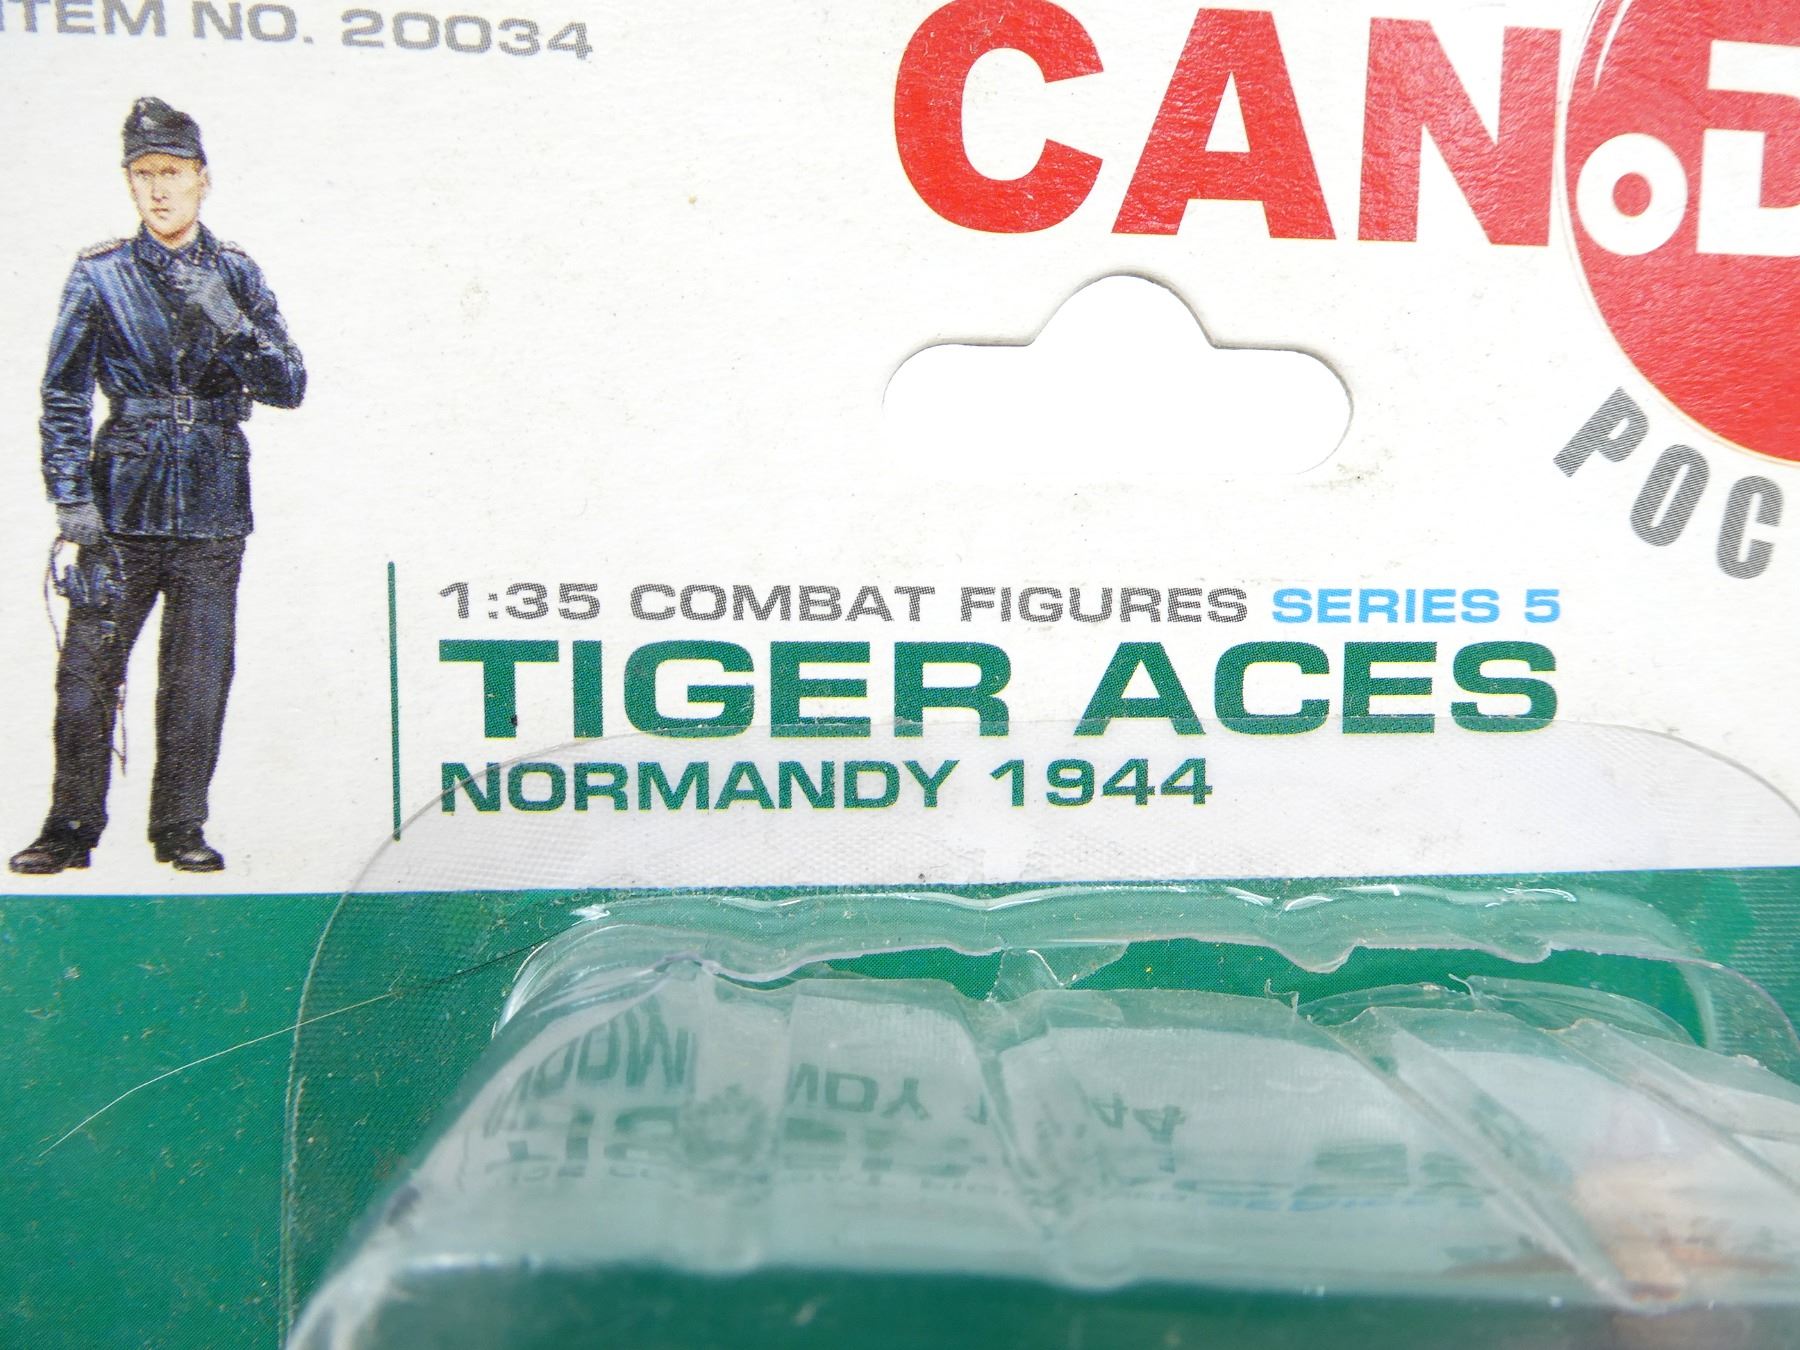 ITEM NO. 20034
CAN.D
POC
1:35 COMBAT FIGURES SERIES 5
TIGER ACES
NORMANDY 1944